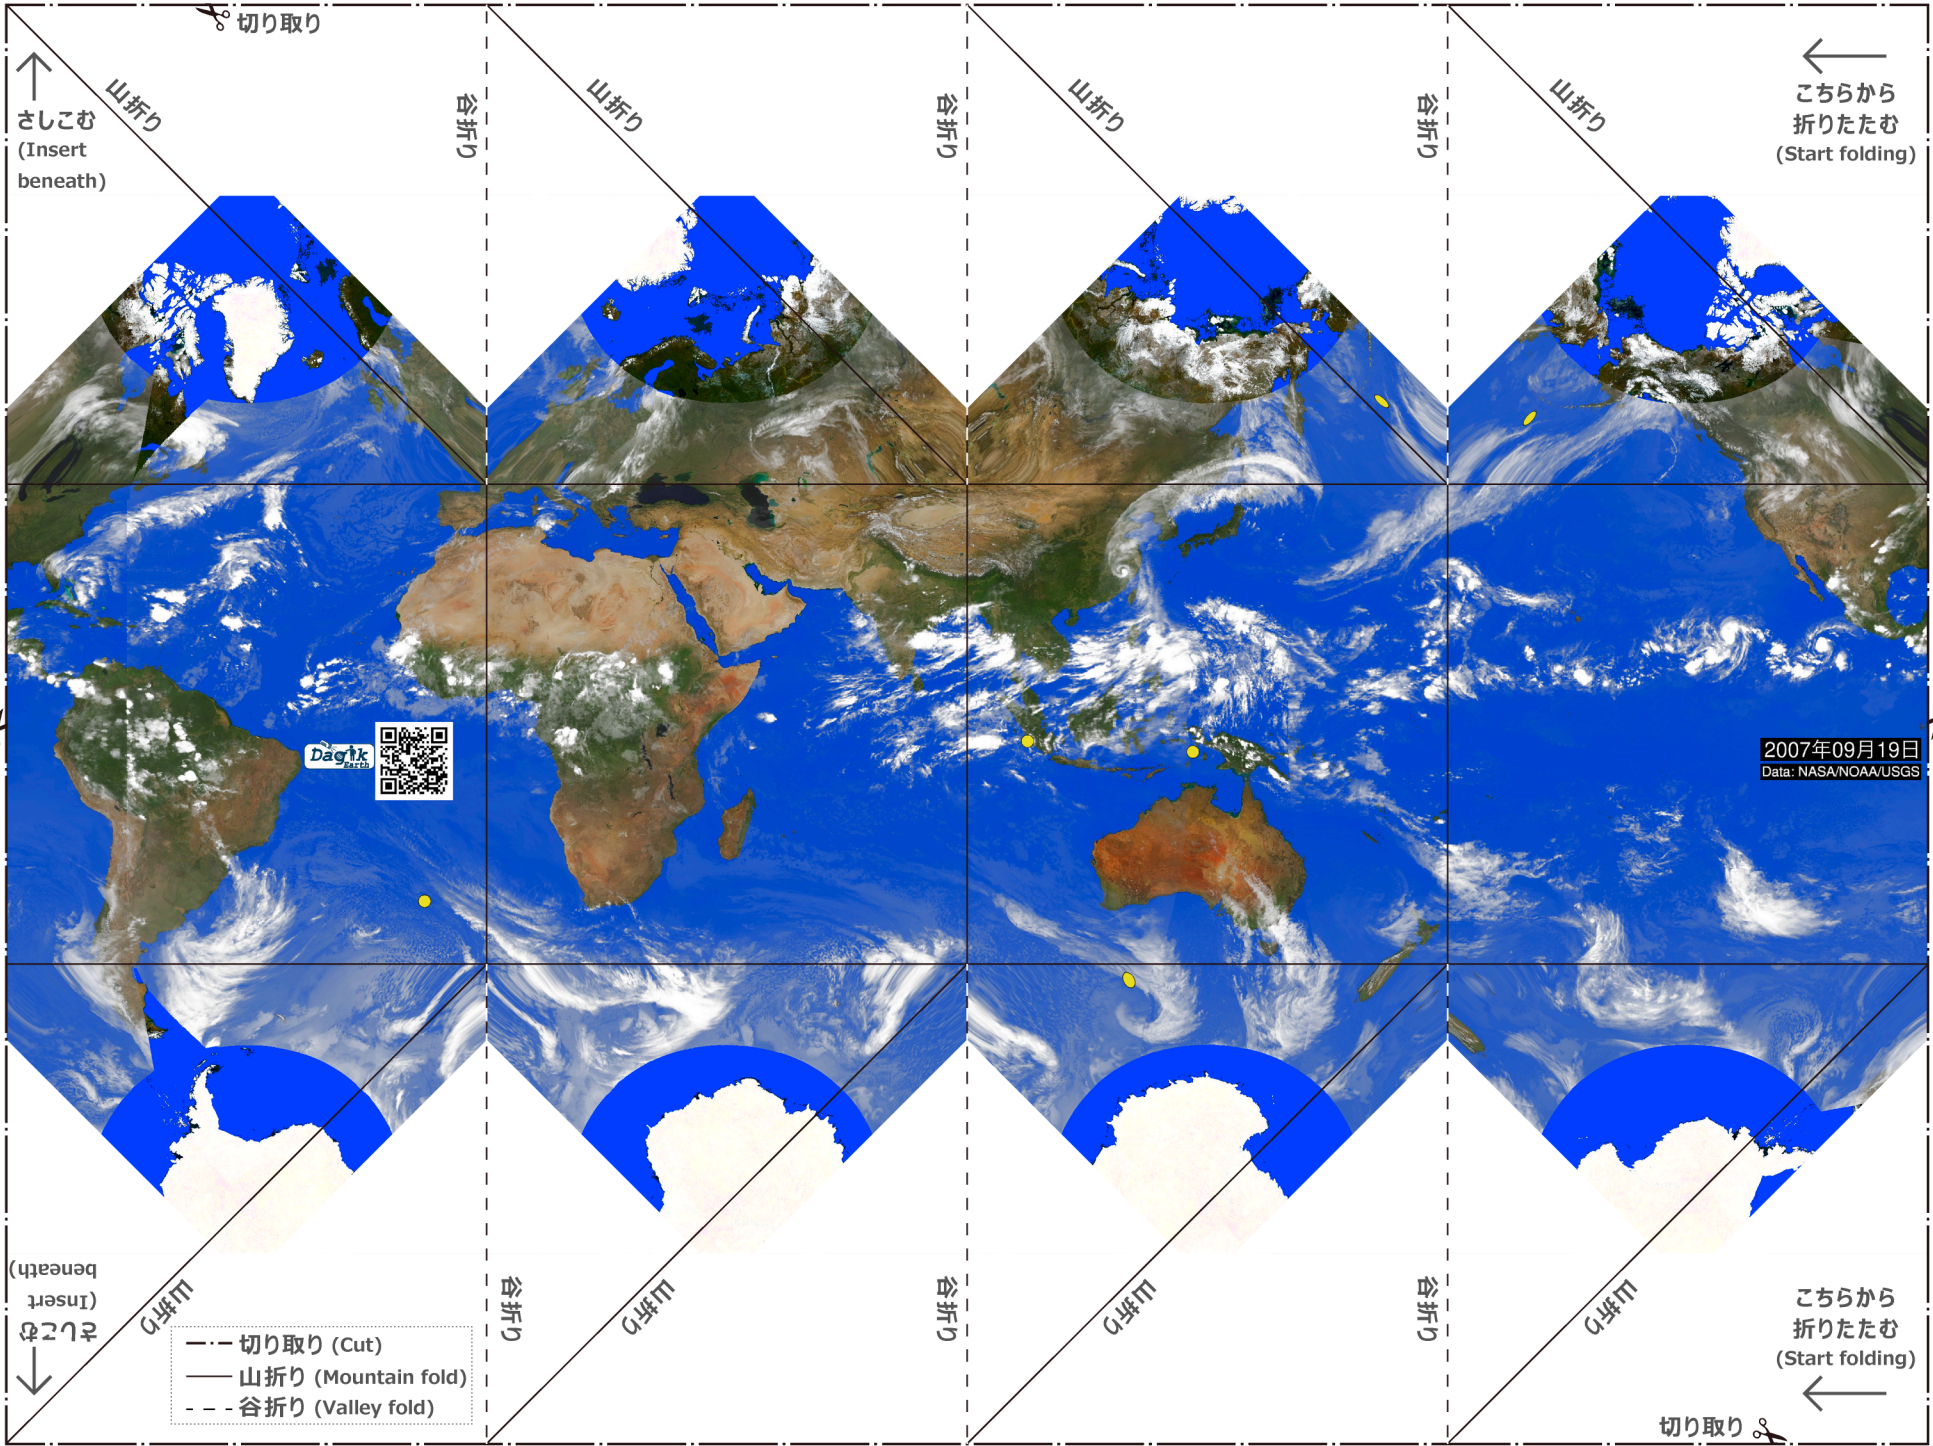 切り取り
さしこむ
(Insert
beneath)
山折り
谷折り
山折り
谷折り
山折り
谷折り
山折り
こちらから
折りたたむ
(Start folding)
Dagik
Earth
2007年09月19日
Data: NASA/NOAA/USGS
さしこむ
(Insert
beneath)
山折り
谷折り
山折り
谷折り
山折り
谷折り
山折り
こちらから
折りたたむ
(Start folding)
切り取り (Cut)
山折り (Mountain fold)
谷折り (Valley fold)
切り取り